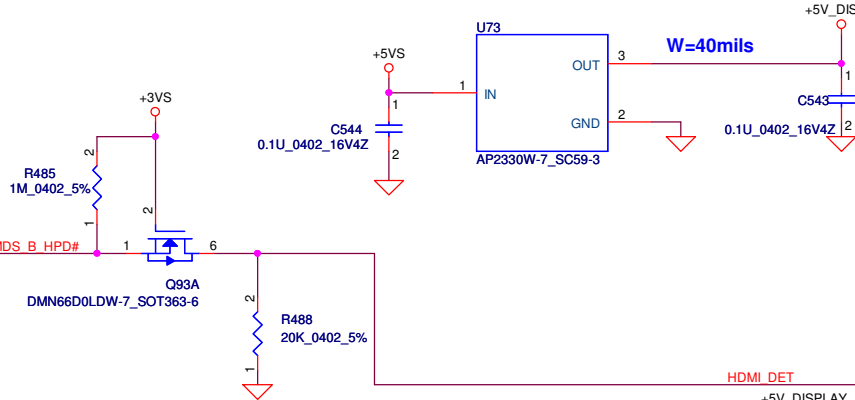 +5V_DIS
U73
+5VS
W=40mils
OUT
3
1
IN
1
1
+3VS
C544
0.1U_0402_16V4Z
2
GND
2
C543
0.1U_0402_16V4Z
2
AP2330W-7_SC59-3
2
R485
1M_0402_5%
1
2
MDS_B_HPD#
1
6
Q93A
DMN66D0LDW-7_SOT363-6
2
R488
20K_0402_5%
1
HDMI_DET
+5V_DISPLAY